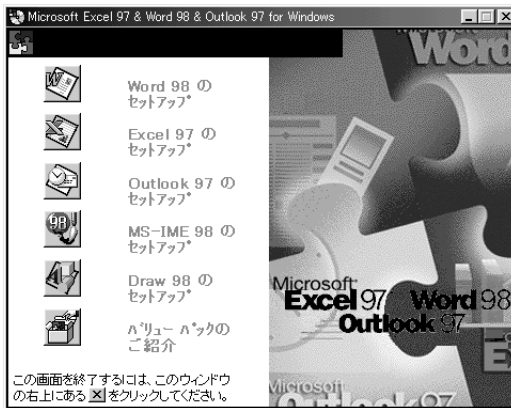 Microsoft Excel 97 & Word 98 & Outlook 97 for Windows
Word 98 の
セットアップ
Excel 97 の
セットアップ
Outlook 97 の
セットアップ
MS-IME 98 の
セットアップ
Draw 98 の
セットアップ
バリュー パックの
ご紹介
この画面を終了するには、このウィンドウ
の右上にある × をクリックしてください。
Word
Microsoft
Excel 97 Word 98
Outlook 97
Microsoft